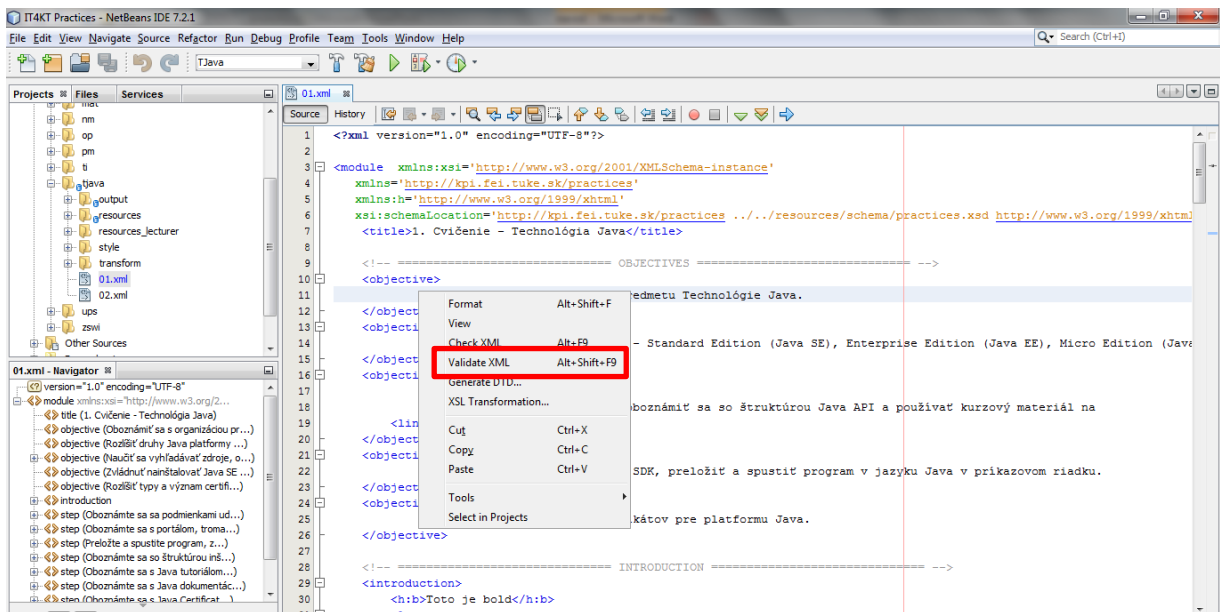 IT4KT Practices - NetBeans IDE 7.2.1
File Edit View Navigate Source Refactor Run Debug Profile Team Tools Window Help
Search (Ctrl+I)
TJava
Projects Files Services
nm
op
pm
ti
tjava
output
resources
resources_lecturer
style
transform
01.xml
02.xml
ups
zswi
Other Sources
01.xml - Navigator
version="1.0" encoding="UTF-8"
module xmlns:xsi="http://www.w3.org/2...
title (1. Cvičenie - Technológia Java)
objective (Oboznámiť sa s organizáciou pr...)
objective (Rozlíšiť druhy Java platformy ...)
objective (Naučiť sa vyhľadávať zdroje, o...)
objective (Zvládnuť nainštalovať Java SE ...)
objective (Rozlíšiť typy a význam certifi...)
introduction
step (Oboznámte sa sa podmienkami ud...)
step (Oboznámte sa s portálom, troma...)
step (Preložte a spustite program, z...)
step (Oboznámte sa so štruktúrou inš...)
step (Oboznámte sa s Java tutoriálom...)
step (Oboznámte sa s Java dokumentác...)
step (Oboznámte sa s Java Certificat...)
01.xml
Source History
1 <?xml version="1.0" encoding="UTF-8"?>
2
3 <module xmlns:xsi='http://www.w3.org/2001/XMLSchema-instance'
4 xmlns='http://kpi.fei.tuke.sk/practices'
5 xmlns:h='http://www.w3.org/1999/xhtml'
6 xsi:schemaLocation='http://kpi.fei.tuke.sk/practices ../../resources/schema/practices.xsd http://www.w3.org/1999/xhtml
7 <title>1. Cvičenie - Technológia Java</title>
8
9 <!-- ================================ OBJECTIVES ================================ -->
10 <objective>
11 redmetu Technológie Java.
12 </object
13 <objecti
14 - Standard Edition (Java SE), Enterprise Edition (Java EE), Micro Edition (Java
15 </object
16 <objecti
17
18 oboznámiť sa so štruktúrou Java API a používať kurzový materiál na
19 <lin
20 </object
21 <objecti
22 SDK, preložiť a spustiť program v jazyku Java v príkazovom riadku.
23 </object
24 <objecti
25 kátov pre platformu Java.
26 </objective>
27
28 <!-- ================================ INTRODUCTION ================================ -->
29 <introduction>
30 <h:b>Toto je bold</h:b>
Format Alt+Shift+F
View
Check XML Alt+F9
Validate XML Alt+Shift+F9
Generate DTD...
XSL Transformation...
Cut Ctrl+X
Copy Ctrl+C
Paste Ctrl+V
Tools
Select in Projects